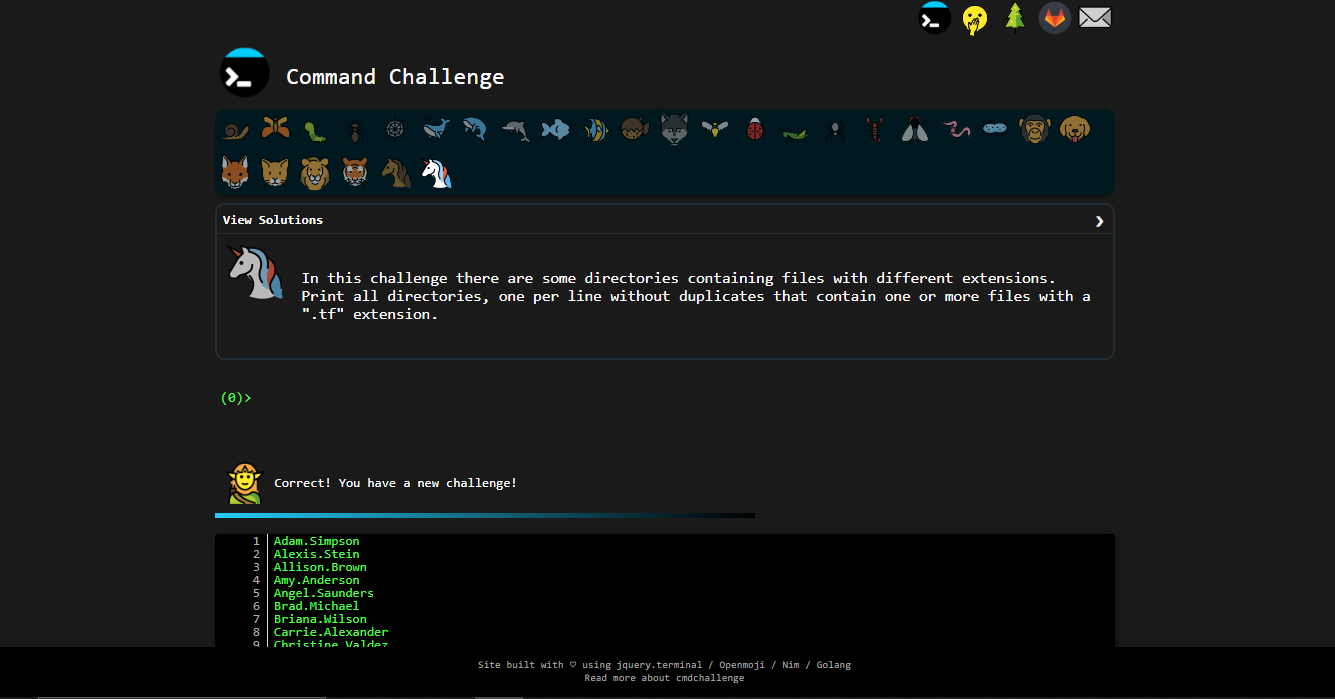 Command Challenge
View Solutions
In this challenge there are some directories containing files with different extensions.
Print all directories, one per line without duplicates that contain one or more files with a
".tf" extension.
(0)>
Correct! You have a new challenge!
1 Adam.Simpson
2 Alexis.Stein
3 Allison.Brown
4 Amy.Anderson
5 Angel.Saunders
6 Brad.Michael
7 Briana.Wilson
8 Carrie.Alexander
9 Christine.Valdez
Site built with ♡ using jquery.terminal / Openmoji / Nim / Golang
Read more about cmdchallenge